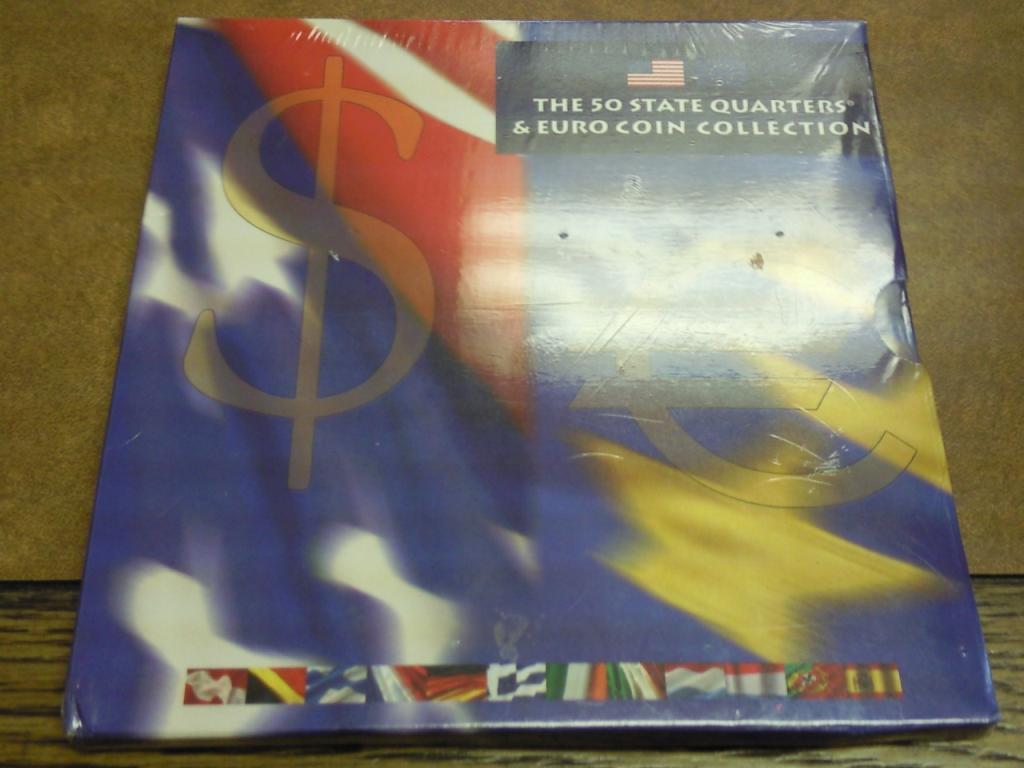 THE 50 STATE QUARTERS®
& EURO COIN COLLECTION
$
€